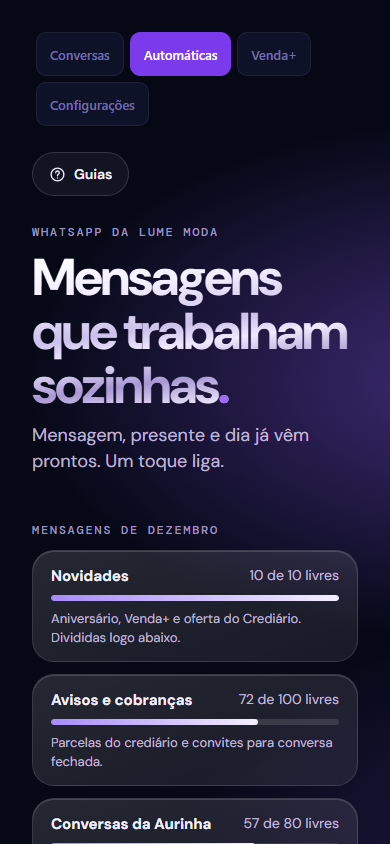 Conversas
Automáticas
Venda+
Configurações
Guias
WHATSAPP DA LUME MODA
Mensagens
que trabalham
sozinhas.
Mensagem, presente e dia já vêm
prontos. Um toque liga.
MENSAGENS DE DEZEMBRO
Novidades
10 de 10 livres
Aniversário, Venda+ e oferta do Crediário.
Divididas logo abaixo.
Avisos e cobranças
72 de 100 livres
Parcelas do crediário e convites para conversa
fechada.
Conversas da Aurinha
57 de 80 livres